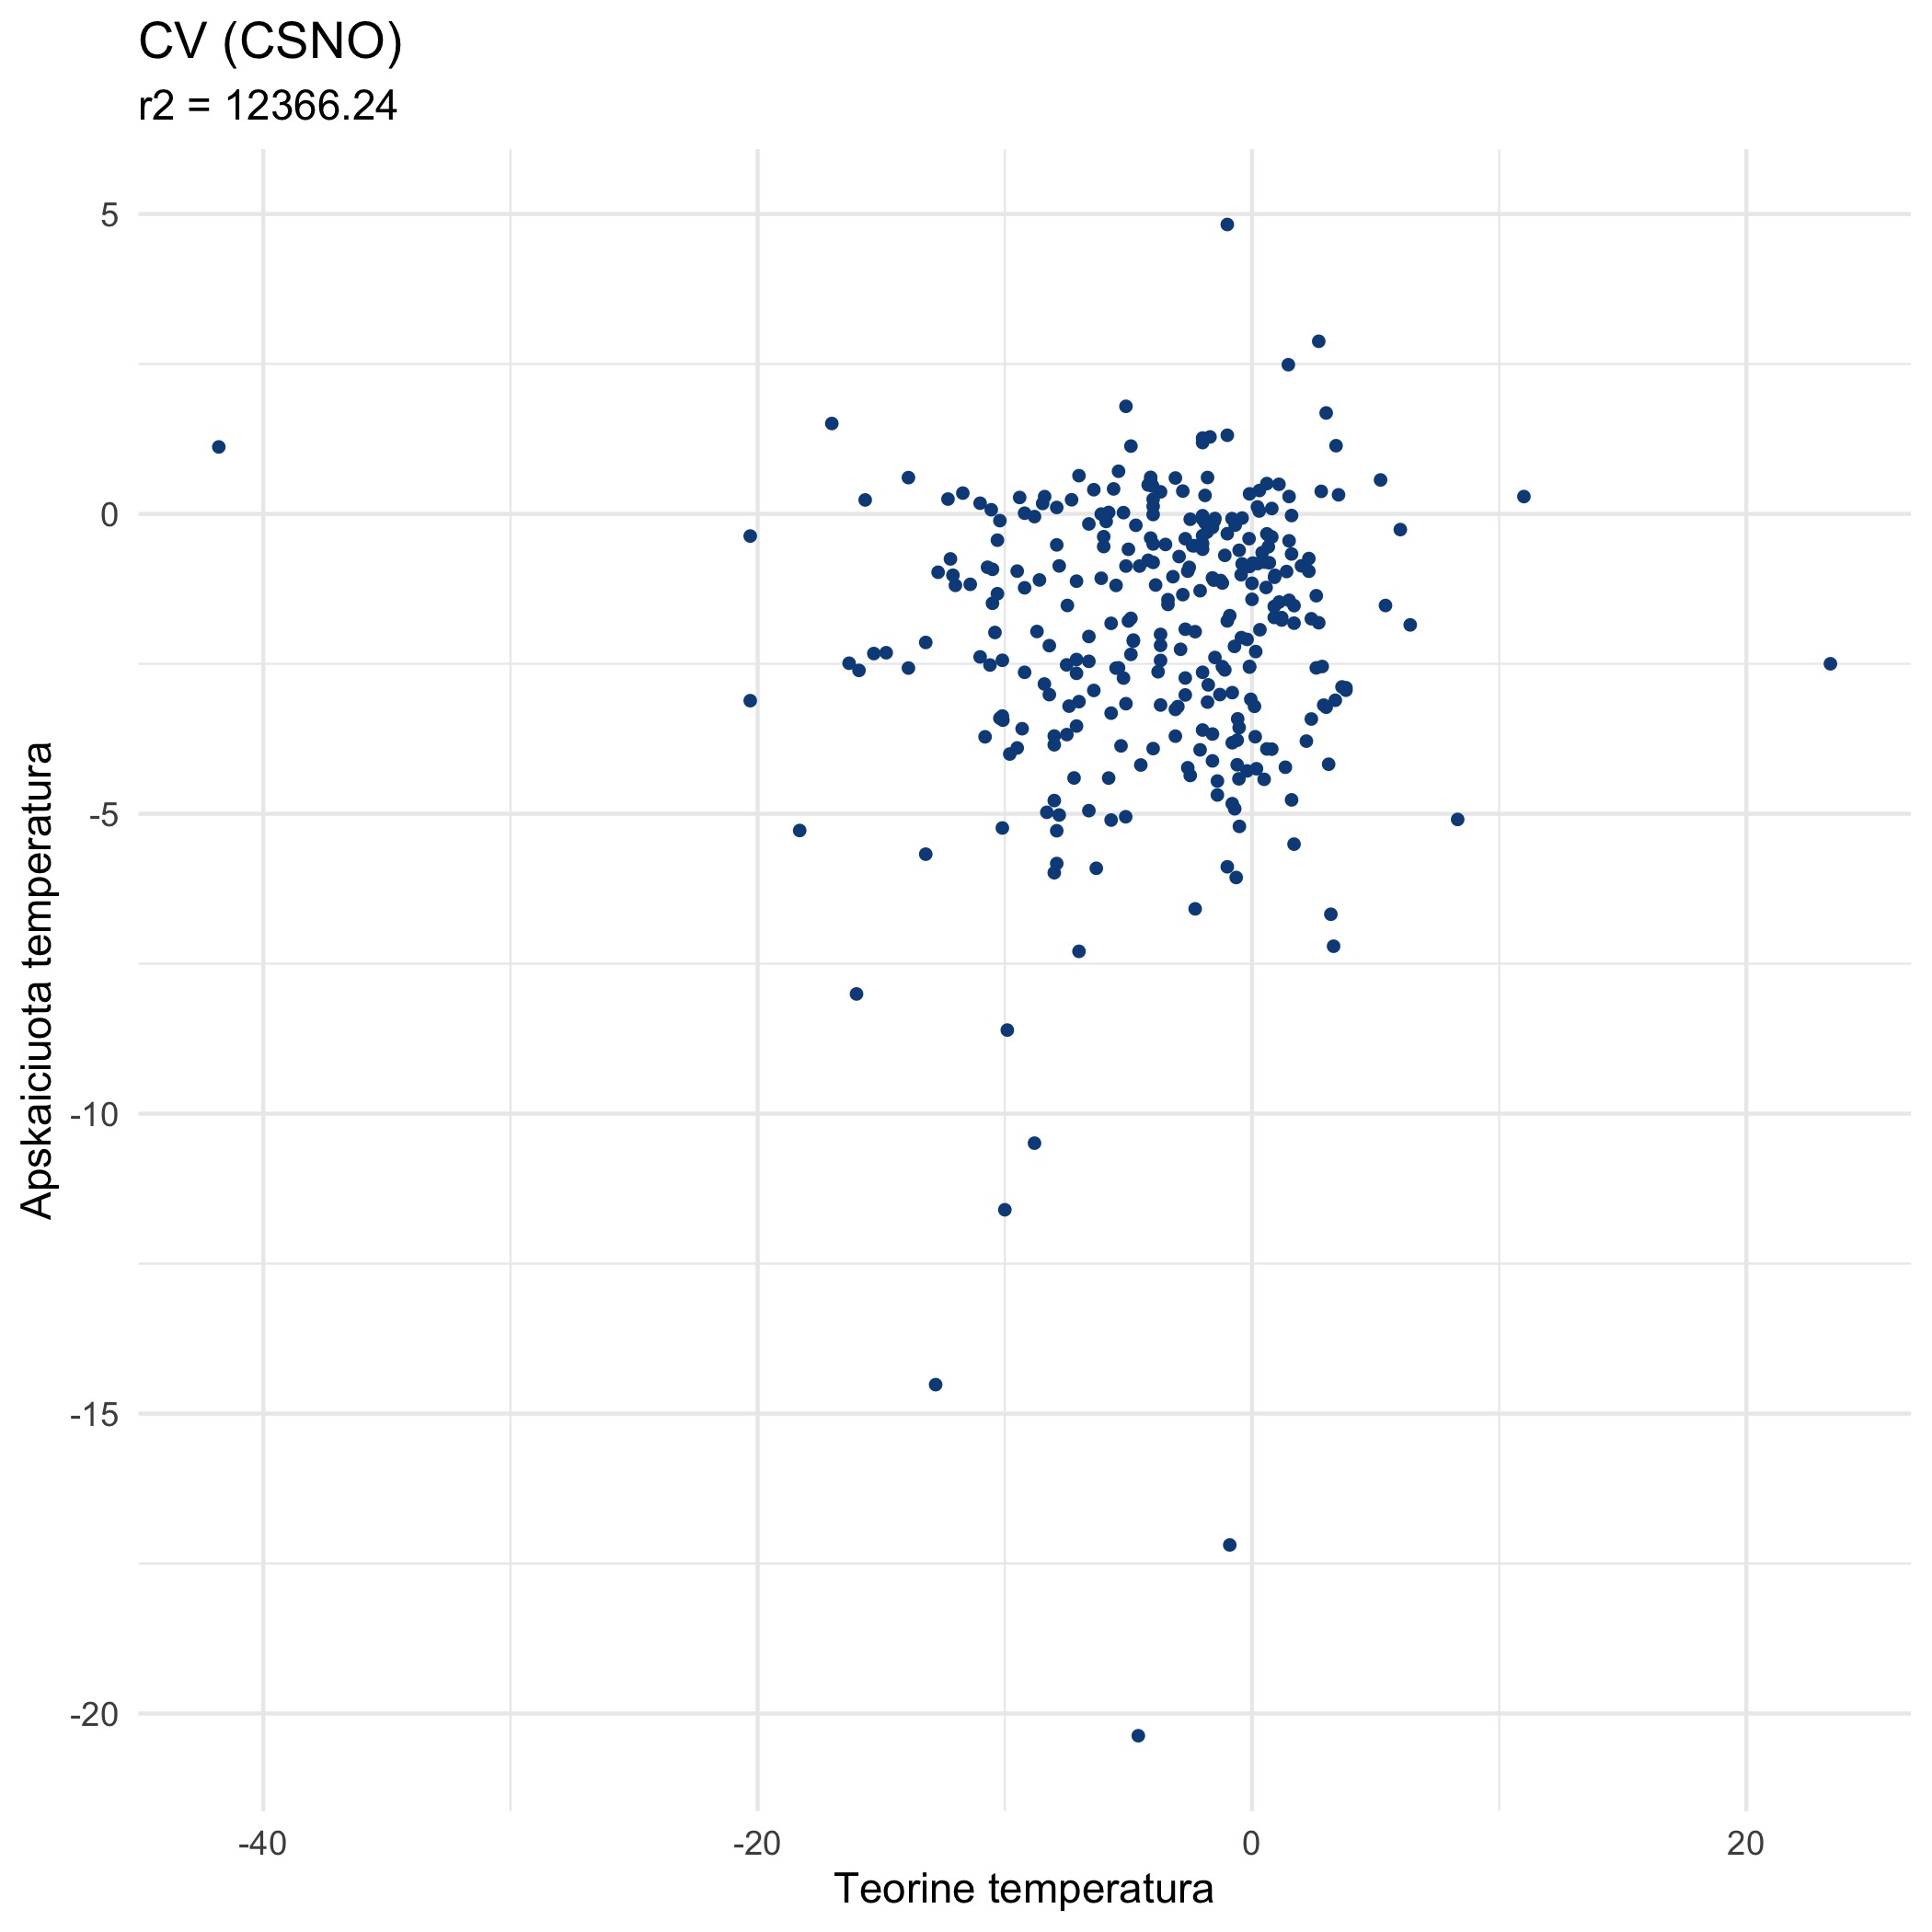 CV (CSNO)
r2 = 12366.24
Apskaiciuota temperatura
5
0
-5
-10
-15
-20
-40
-20
0
20
Teorine temperatura